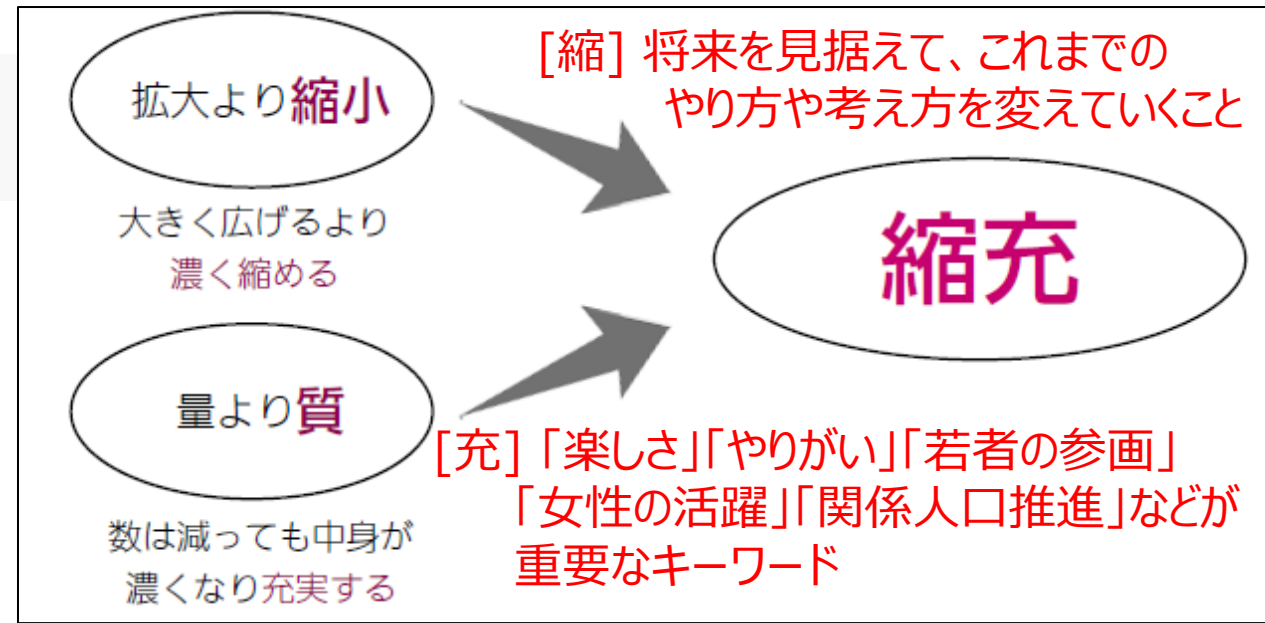 拡大より縮小
大きく広げるより
濃く縮める
[縮] 将来を見据えて、これまでの
やり方や考え方を変えていくこと
縮充
量より質
数は減っても中身が
濃くなり充実する
[充]「楽しさ」「やりがい」「若者の参画」
「女性の活躍」「関係人口推進」などが
重要なキーワード